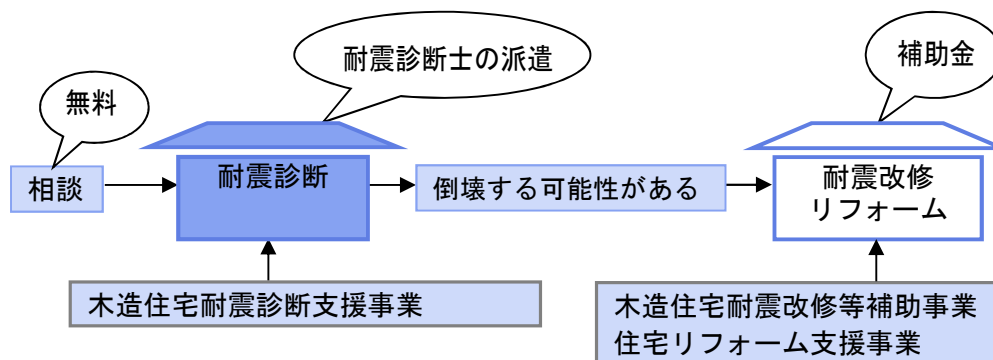 無料
耐震診断士の派遣
補助金
相談
耐震診断
倒壊する可能性がある
耐震改修
リフォーム
木造住宅耐震診断支援事業
木造住宅耐震改修等補助事業
住宅リフォーム支援事業